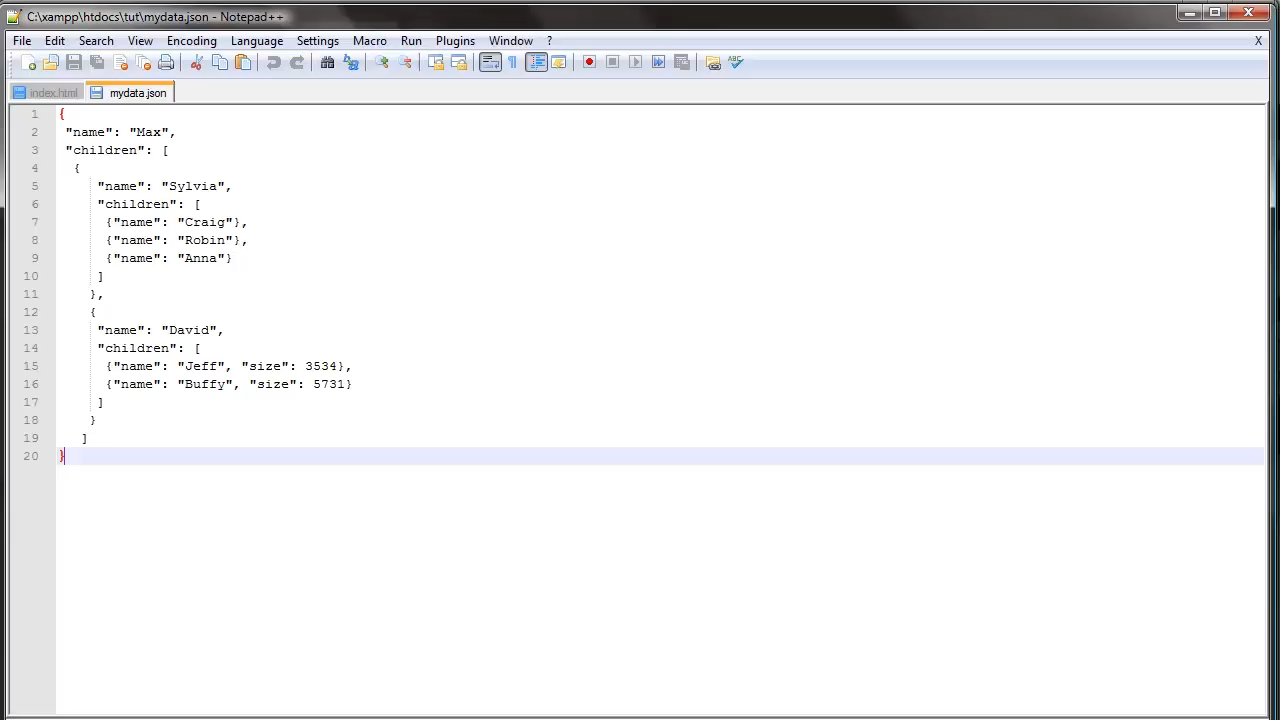 C:\xampp\htdocs\tut\mydata.json - Notepad++
File Edit Search View Encoding Language Settings Macro Run Plugins Window ? X
ABC
index.html mydata.json
1 {
2 "name": "Max",
3 "children": [
4 {
5 "name": "Sylvia",
6 "children": [
7 {"name": "Craig"},
8 {"name": "Robin"},
9 {"name": "Anna"}
10 ]
11 },
12 {
13 "name": "David",
14 "children": [
15 {"name": "Jeff", "size": 3534},
16 {"name": "Buffy", "size": 5731}
17 ]
18 }
19 ]
20 }